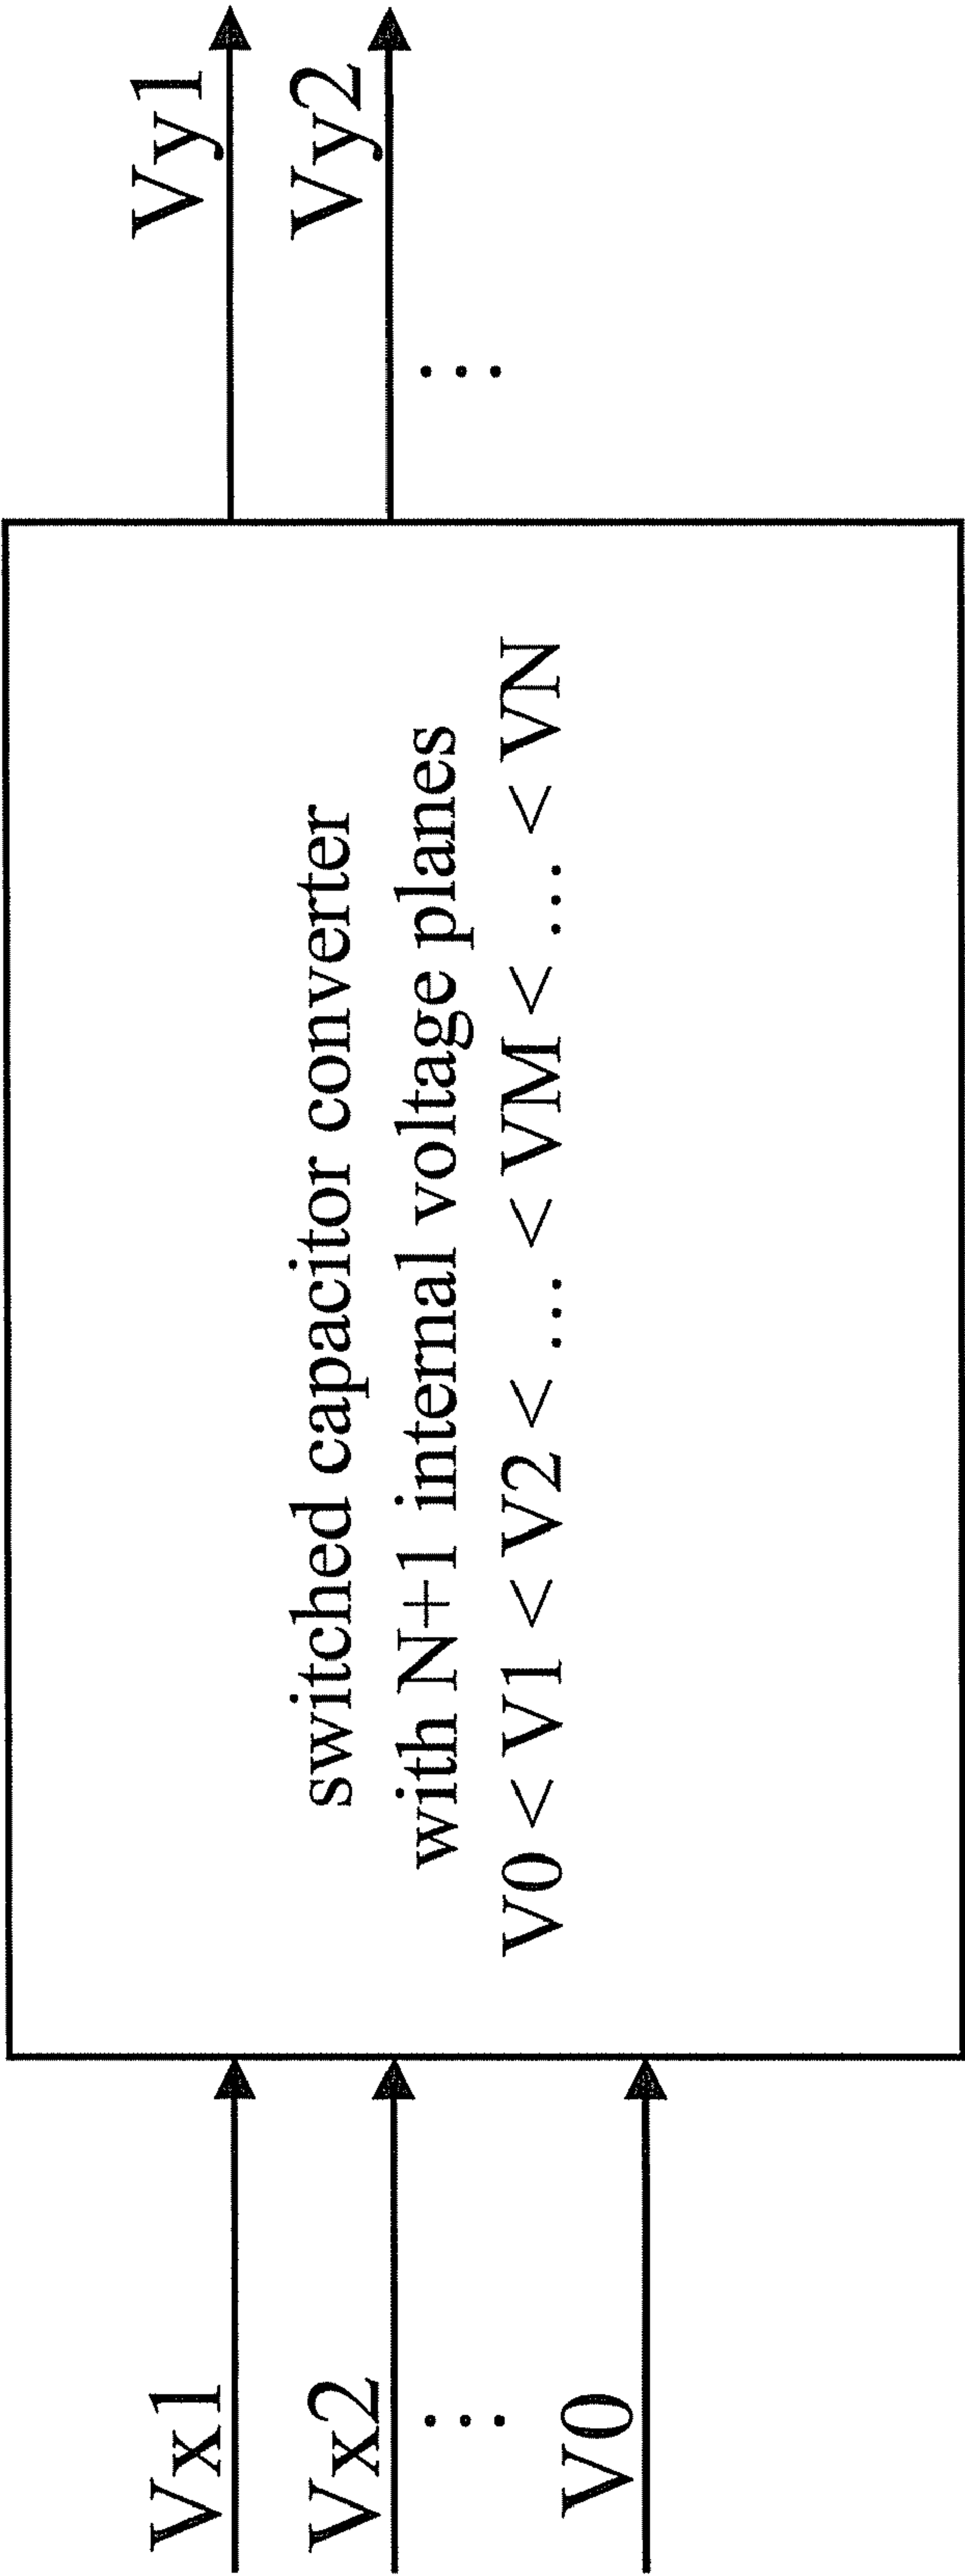 Vx1
Vx2
⋮
V0
switched capacitor converter
with N+1 internal voltage planes
V0 < V1 < V2 < ... < VM < ... < VN
Vy1
Vy2
⋮